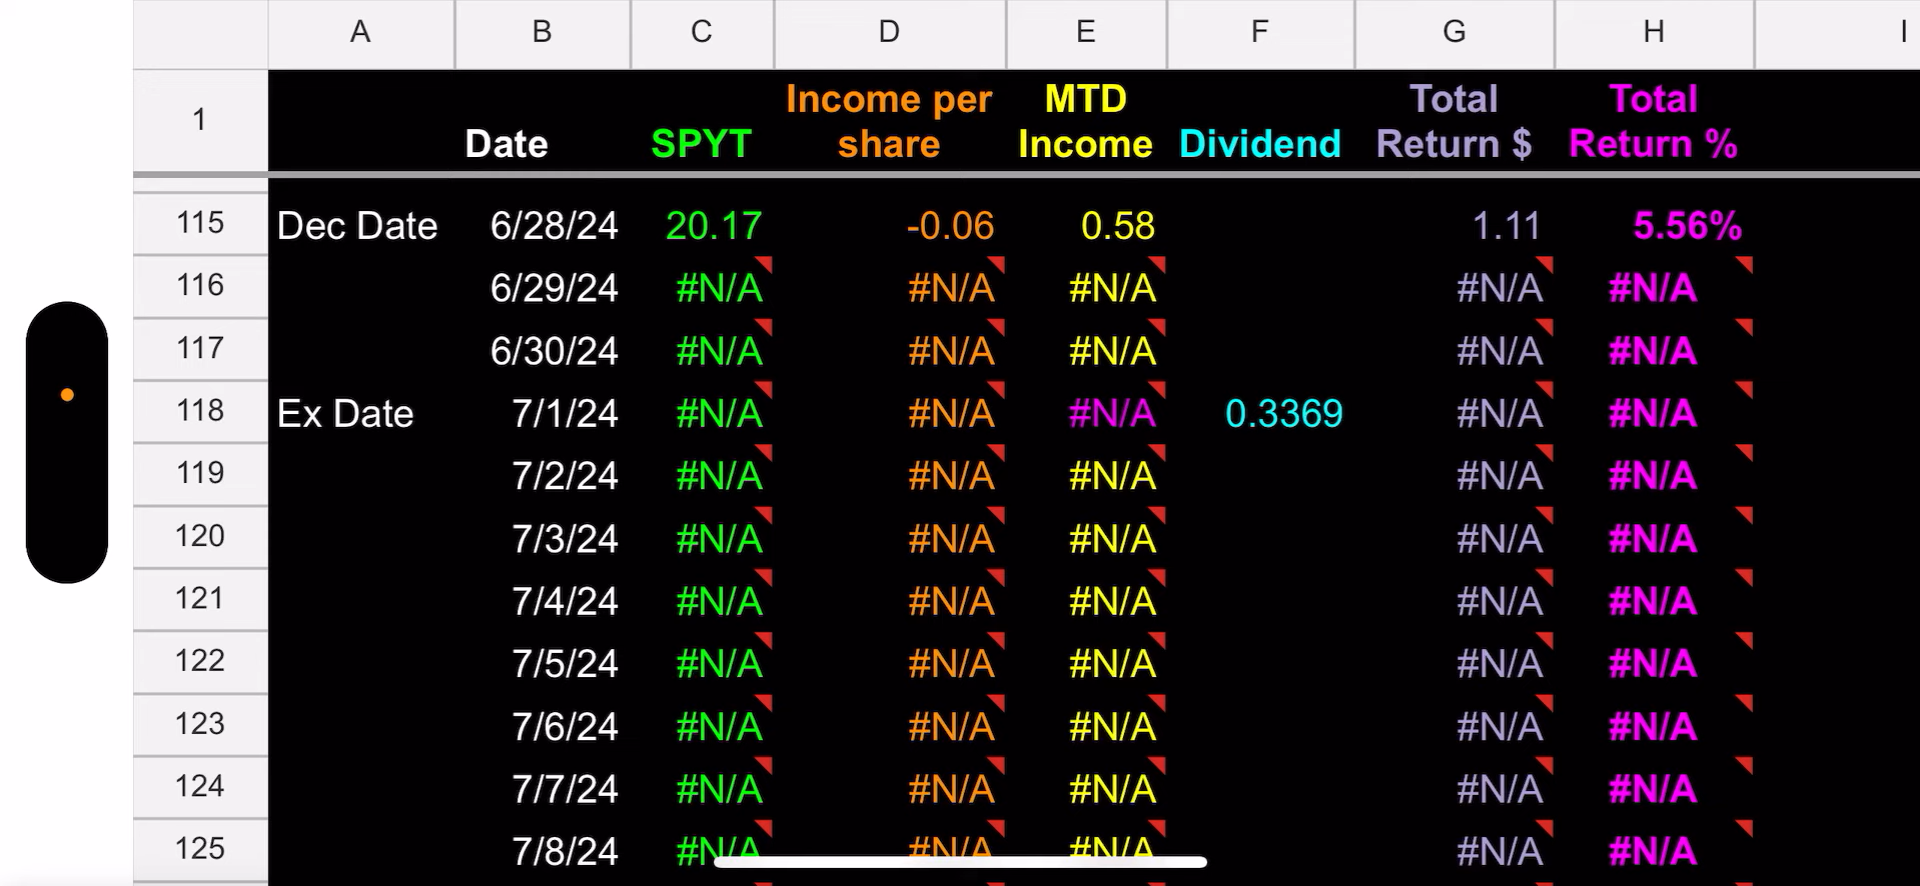 A B C D E F G H I
1 Date SPYT Income per share MTD Income Dividend Total Return $ Total Return %
115 Dec Date 6/28/24 20.17 -0.06 0.58 1.11 5.56%
116 6/29/24 #N/A #N/A #N/A #N/A #N/A
117 6/30/24 #N/A #N/A #N/A #N/A #N/A
118 Ex Date 7/1/24 #N/A #N/A #N/A 0.3369 #N/A #N/A
119 7/2/24 #N/A #N/A #N/A #N/A #N/A
120 7/3/24 #N/A #N/A #N/A #N/A #N/A
121 7/4/24 #N/A #N/A #N/A #N/A #N/A
122 7/5/24 #N/A #N/A #N/A #N/A #N/A
123 7/6/24 #N/A #N/A #N/A #N/A #N/A
124 7/7/24 #N/A #N/A #N/A #N/A #N/A
125 7/8/24 #N/A #N/A #N/A #N/A #N/A